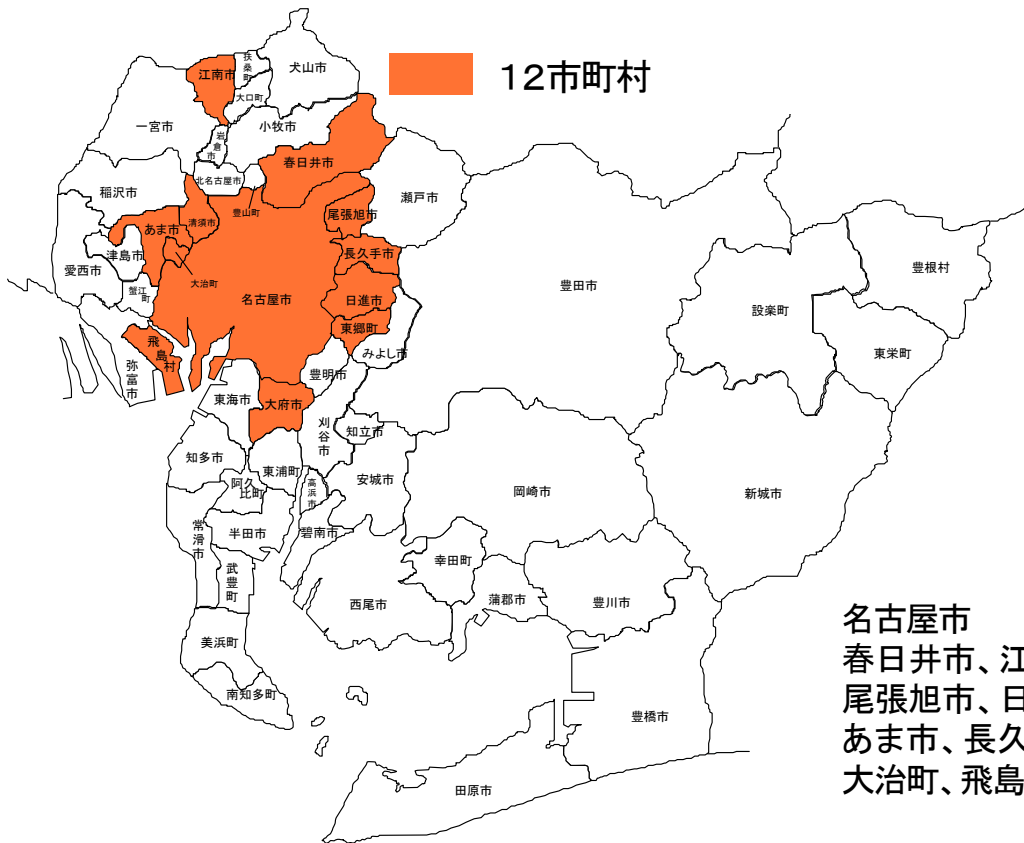 12市町村
犬山市
扶桑町
江南市
大口町
一宮市
小牧市
岩倉市
春日井市
北名古屋市
稲沢市
瀬戸市
豊山町
清須市
尾張旭市
あま市
津島市
長久手市
愛西市
大治町
豊田市
豊根村
蟹江町
名古屋市
日進市
設楽町
東郷町
飛島村
みよし市
東栄町
弥富市
豊明市
東海市
大府市
刈谷市
知立市
知多市
東浦町
安城市
阿久比町
高浜市
岡崎市
新城市
常滑市
半田市
碧南市
幸田町
武豊町
西尾市
蒲郡市
豊川市
美浜町
南知多町
豊橋市
田原市
名古屋市
春日井市、江
尾張旭市、日
あま市、長久
大治町、飛島